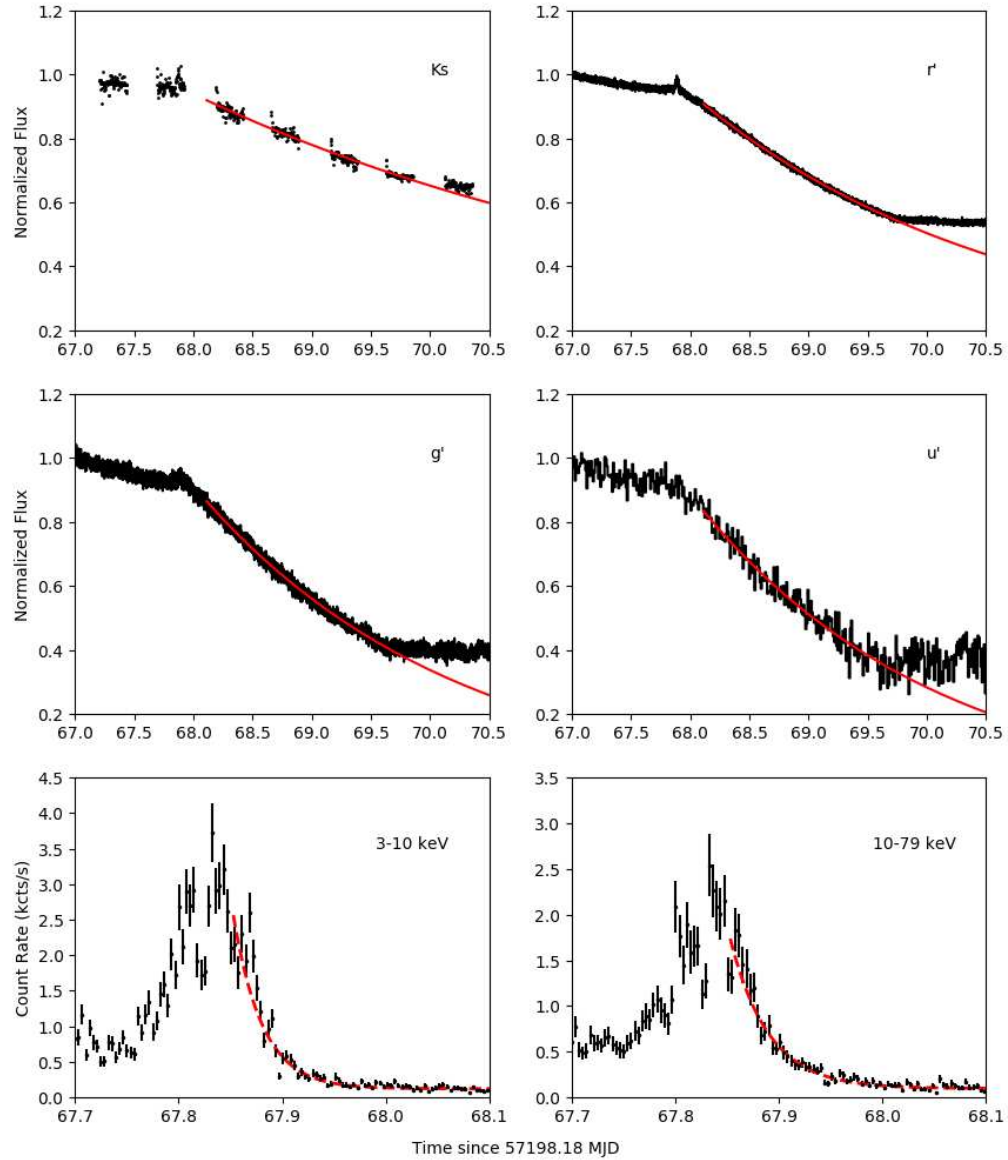 1.2
1.0
0.8
0.6
0.4
0.2
Normalized Flux
Ks
67.0 67.5 68.0 68.5 69.0 69.5 70.0 70.5
1.2
1.0
0.8
0.6
0.4
0.2
r'
67.0 67.5 68.0 68.5 69.0 69.5 70.0 70.5
1.2
1.0
0.8
0.6
0.4
0.2
Normalized Flux
g'
67.0 67.5 68.0 68.5 69.0 69.5 70.0 70.5
1.2
1.0
0.8
0.6
0.4
0.2
u'
67.0 67.5 68.0 68.5 69.0 69.5 70.0 70.5
4.5
4.0
3.5
3.0
2.5
2.0
1.5
1.0
0.5
0.0
Count Rate (kcts/s)
3-10 keV
67.7 67.8 67.9 68.0 68.1
3.5
3.0
2.5
2.0
1.5
1.0
0.5
0.0
10-79 keV
67.7 67.8 67.9 68.0 68.1
Time since 57198.18 MJD